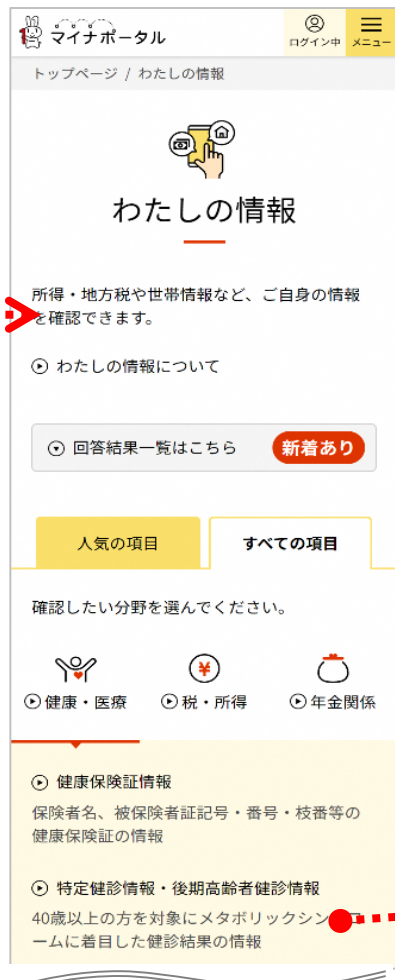 マイナポータル
ログイン中
メニュー
トップページ / わたしの情報
わたしの情報
所得・地方税や世帯情報など、ご自身の情報
を確認できます。
わたしの情報について
回答結果一覧はこちら
新着あり
人気の項目
すべての項目
確認したい分野を選んでください。
健康・医療
税・所得
年金関係
健康保険証情報
保険者名、被保険者証記号・番号・枝番等の
健康保険証の情報
特定健診情報・後期高齢者健診情報
40歳以上の方を対象にメタボリックシン
ームに着目した健診結果の情報